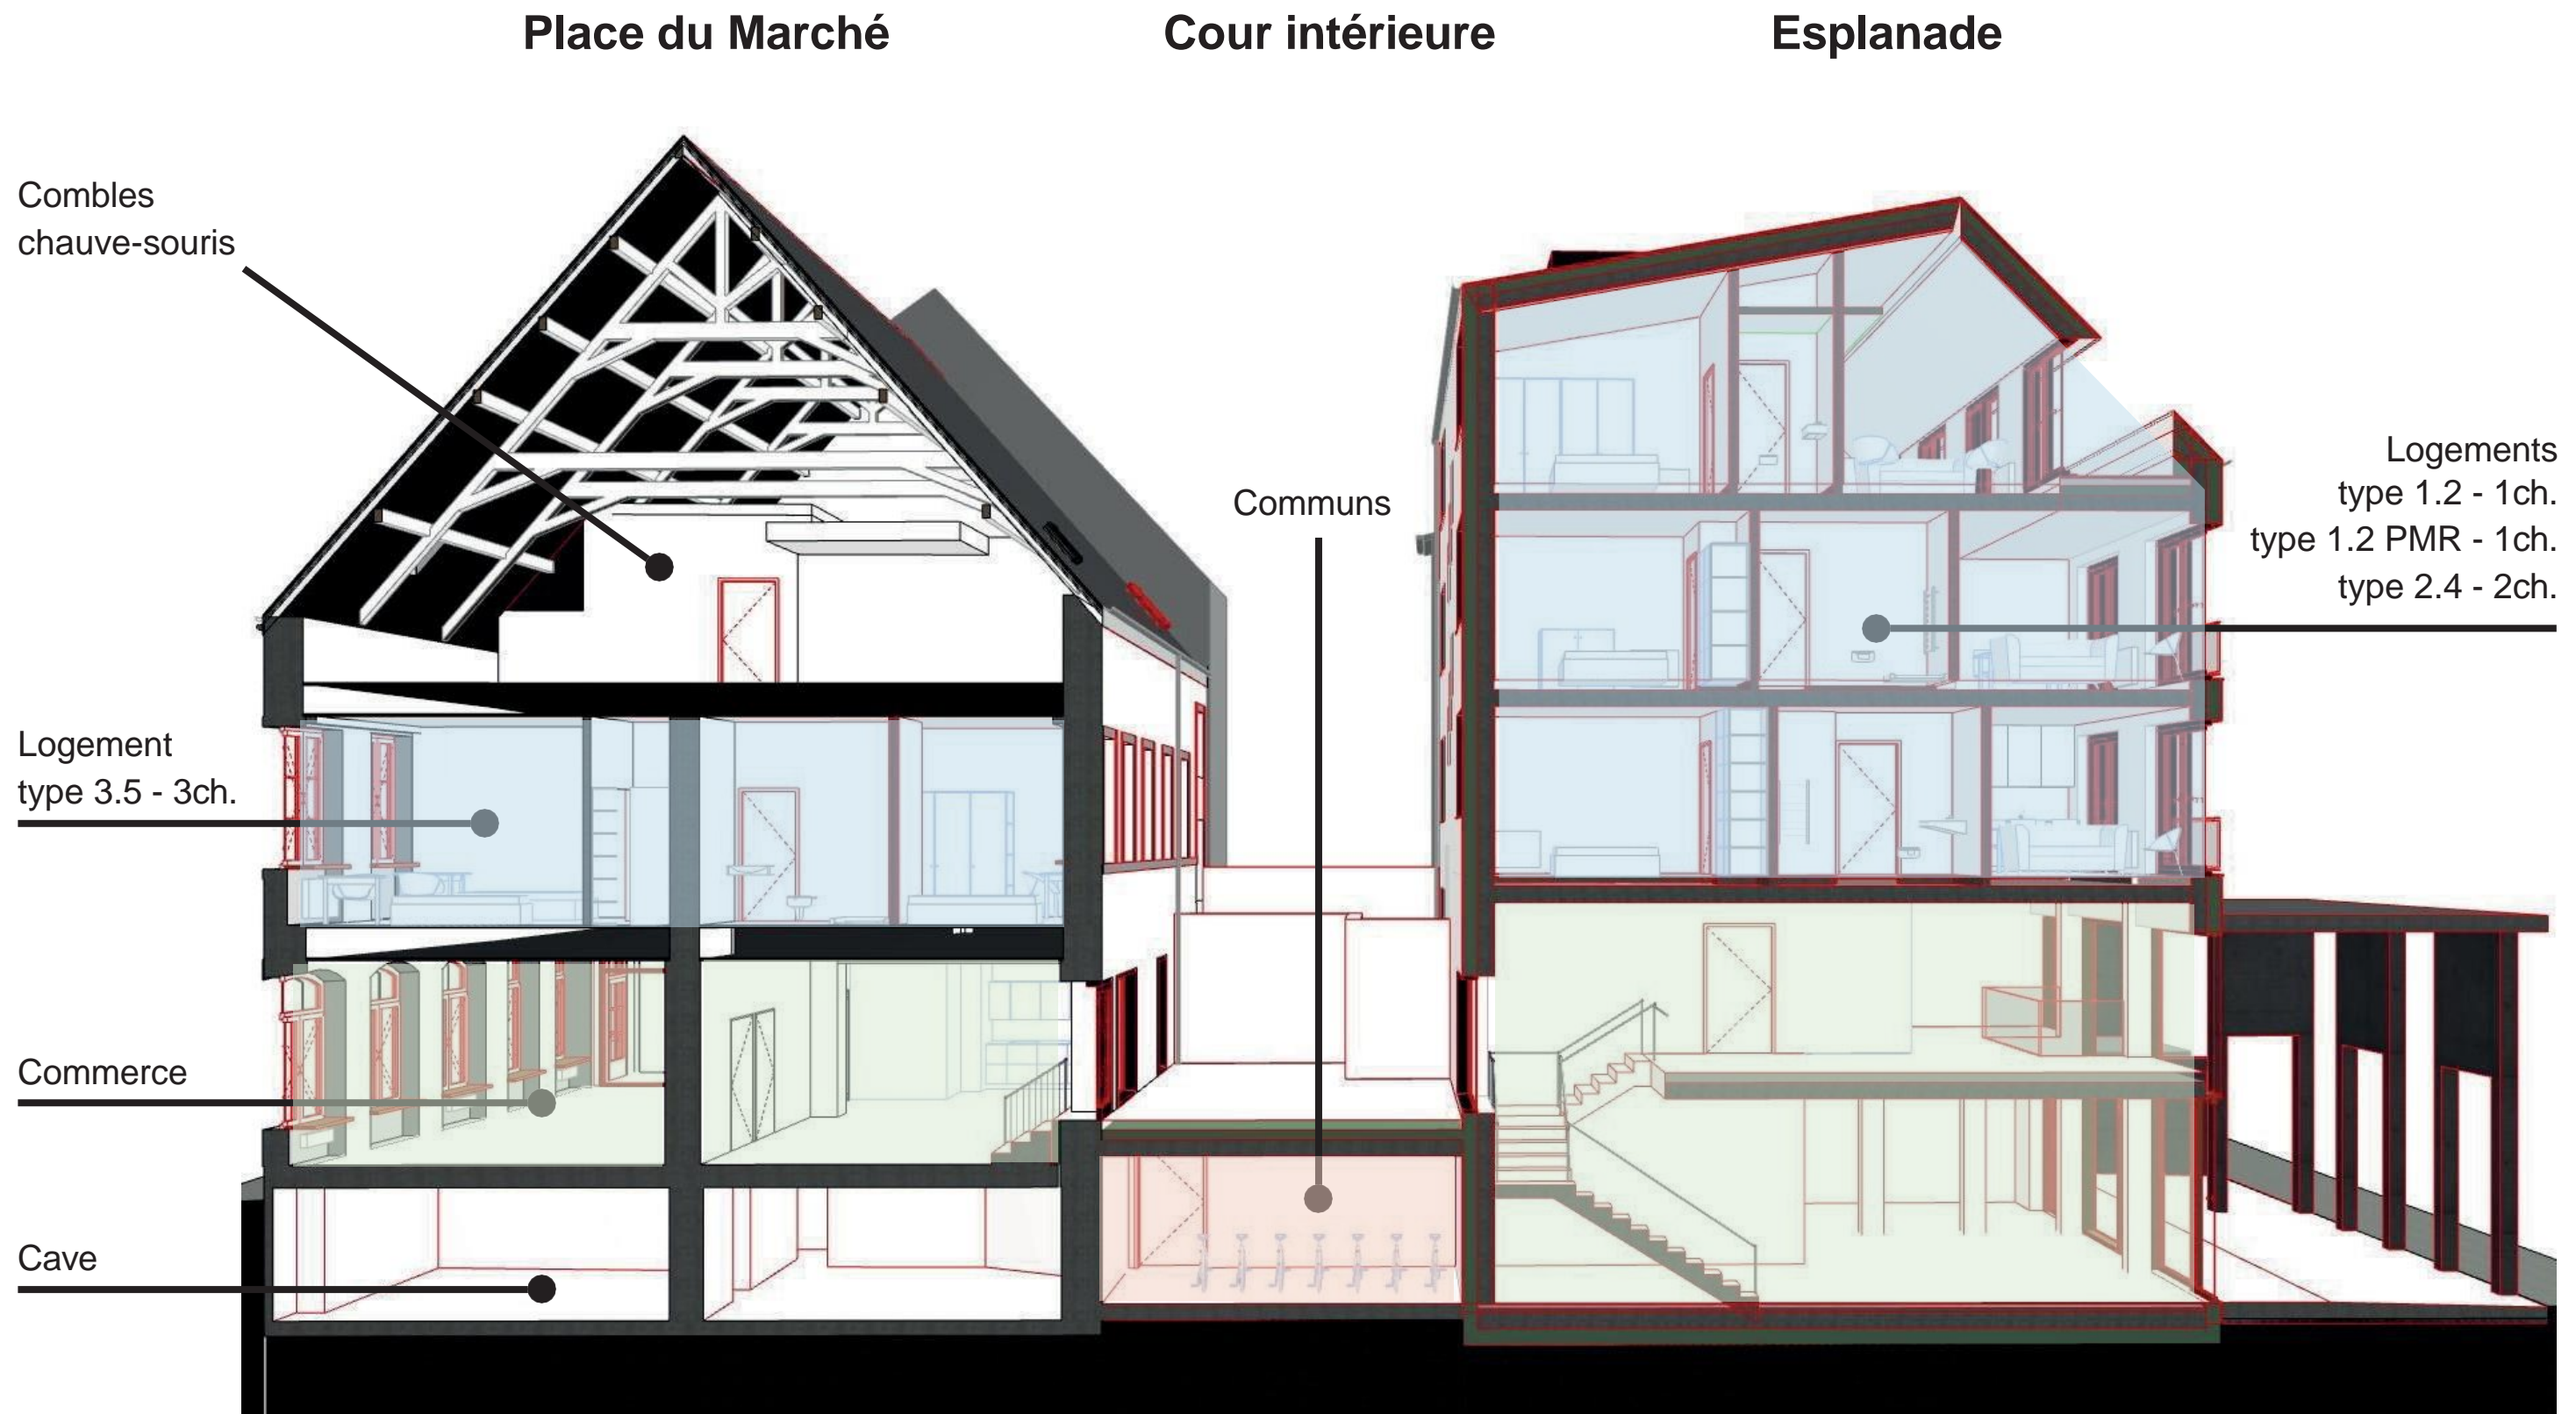 Place du Marché
Cour intérieure
Esplanade
Combles
chauve-souris
Communs
Logements
type 1.2 - 1ch.
type 1.2 PMR - 1ch.
type 2.4 - 2ch.
Logement
type 3.5 - 3ch.
Commerce
Cave